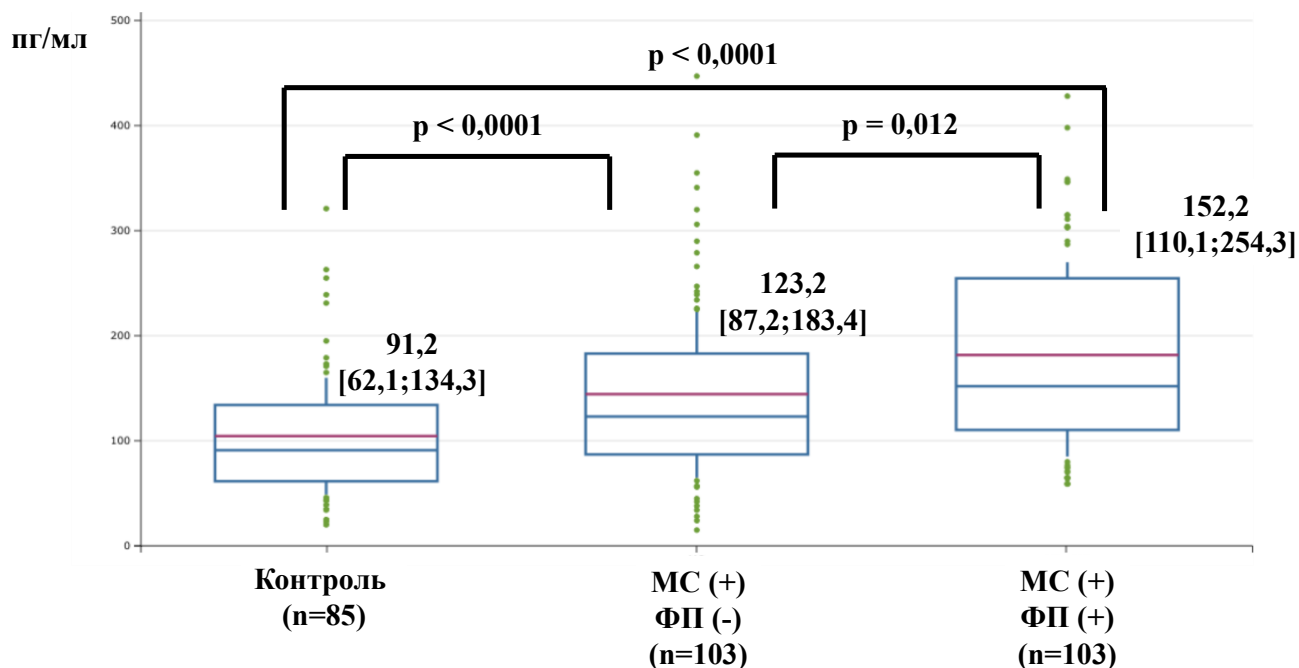 500
пг/мл
p < 0,0001
400
p < 0,0001
p = 0,012
300
152,2
[110,1;254,3]
123,2
[87,2;183,4]
200
91,2
[62,1;134,3]
100
0
Контроль
(n=85)
МС (+)
ФП (-)
(n=103)
МС (+)
ФП (+)
(n=103)